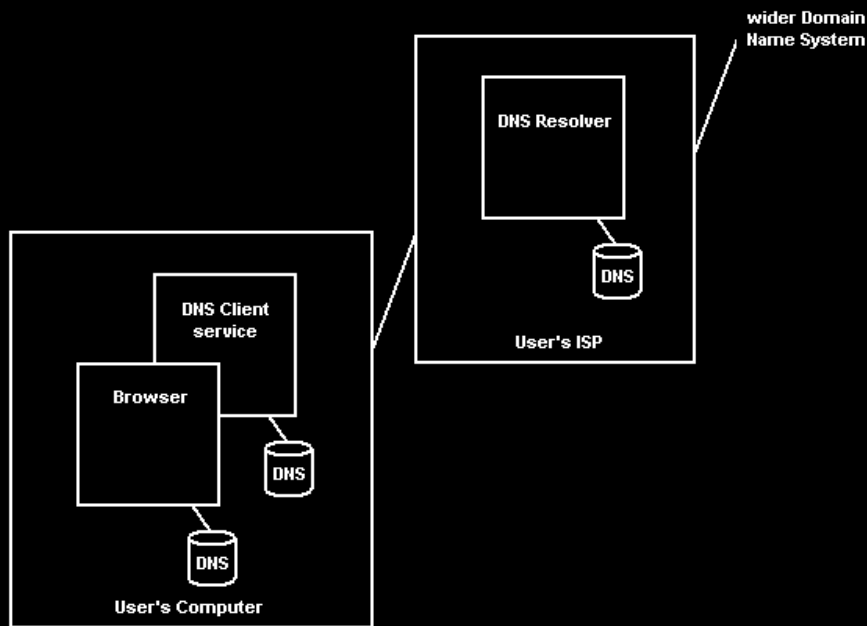 wider Domain
Name System
DNS Resolver
DNS
User's ISP
DNS Client
service
Browser
DNS
DNS
User's Computer